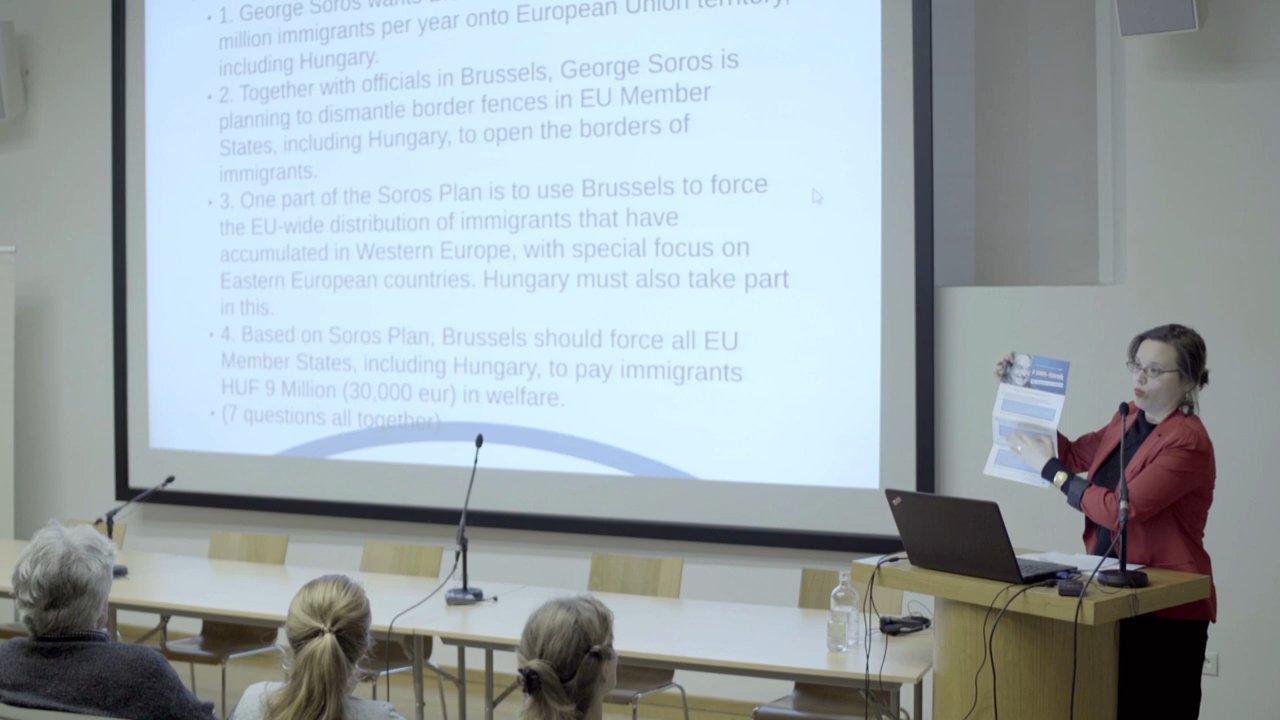 • 1. George Soros wants
million immigrants per year onto European Union territory,
including Hungary.
• 2. Together with officials in Brussels, George Soros is
planning to dismantle border fences in EU Member
States, including Hungary, to open the borders of
immigrants.
• 3. One part of the Soros Plan is to use Brussels to force
the EU-wide distribution of immigrants that have
accumulated in Western Europe, with special focus on
Eastern European countries. Hungary must also take part
in this.
• 4. Based on Soros Plan, Brussels should force all EU
Member States, including Hungary, to pay immigrants
HUF 9 Million (30,000 eur) in welfare.
• (7 questions all together)